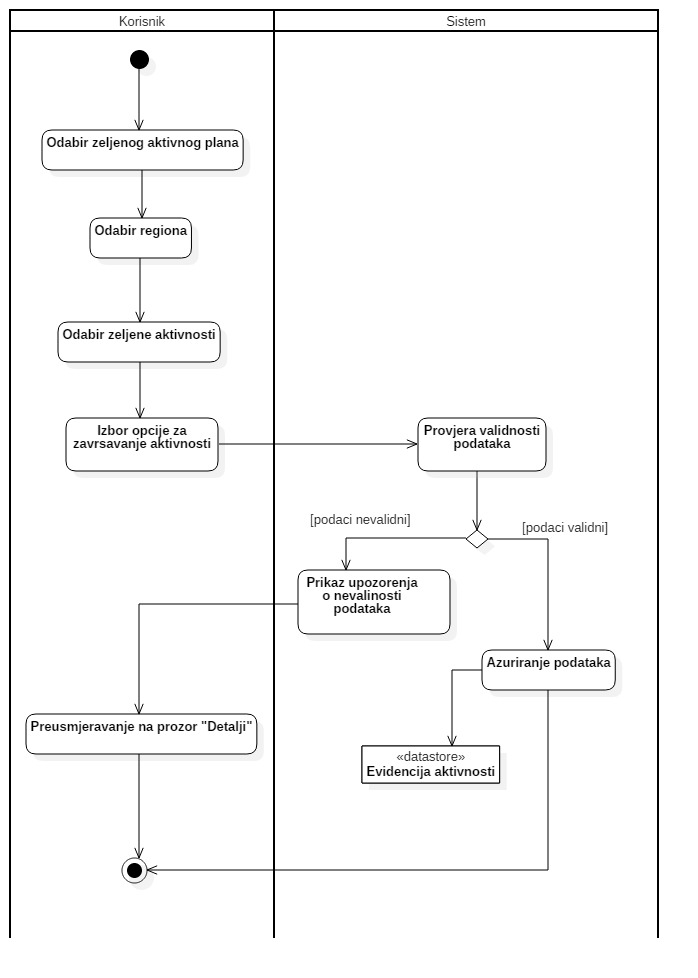 Korisnik
Sistem
Odabir zeljenog aktivnog plana
Odabir regiona
Odabir zeljene aktivnosti
Izbor opcije za
zavrsavanje aktivnosti
Provjera validnosti
podataka
[podaci nevalidni]
[podaci validni]
Prikaz upozorenja
o nevalinosti
podataka
Azuriranje podataka
Preusmjeravanje na prozor "Detalji"
«datastore»
Evidencija aktivnosti